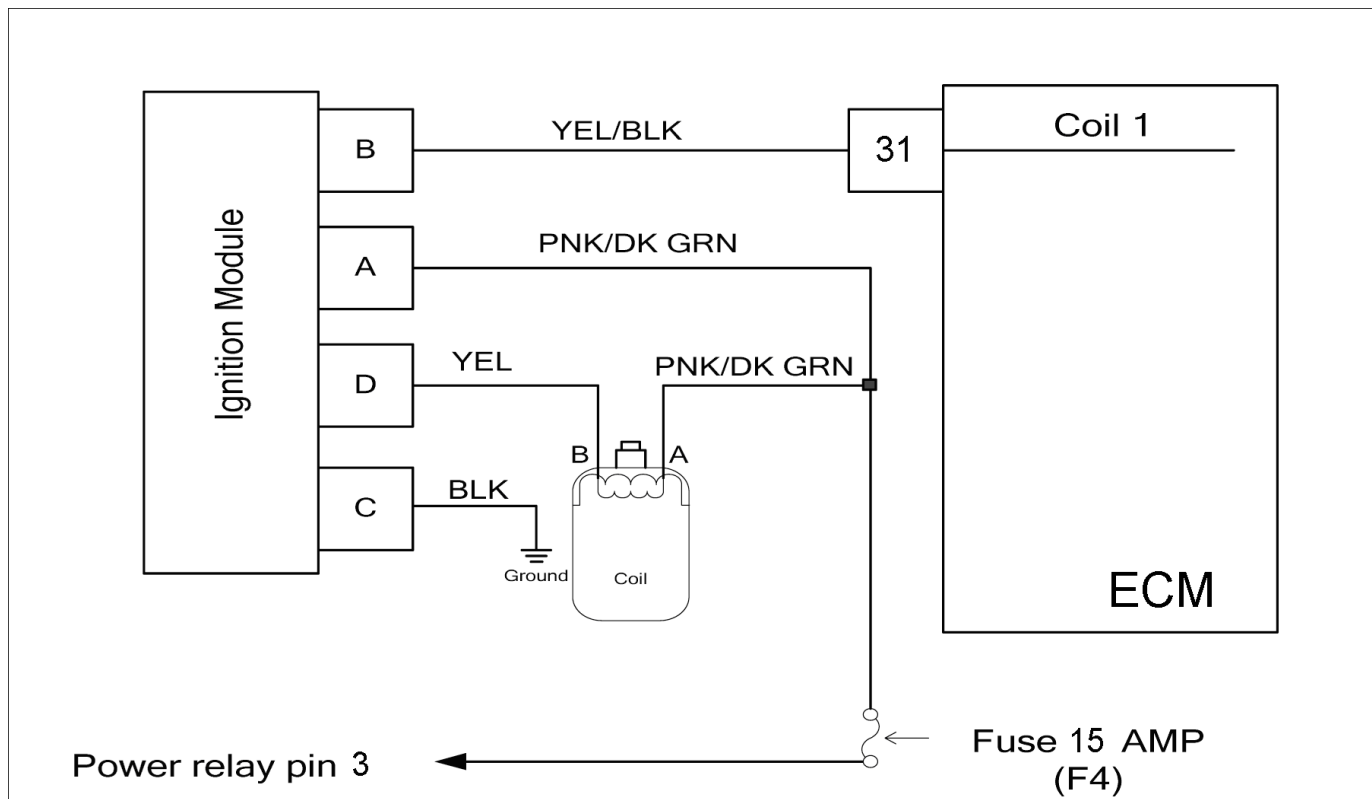 Ignition Module
B
YEL/BLK
31
Coil 1
A
PNK/DK GRN
D
YEL
PNK/DK GRN
B
A
C
BLK
Ground
Coil
ECM
Power relay pin 3
Fuse 15 AMP
(F4)